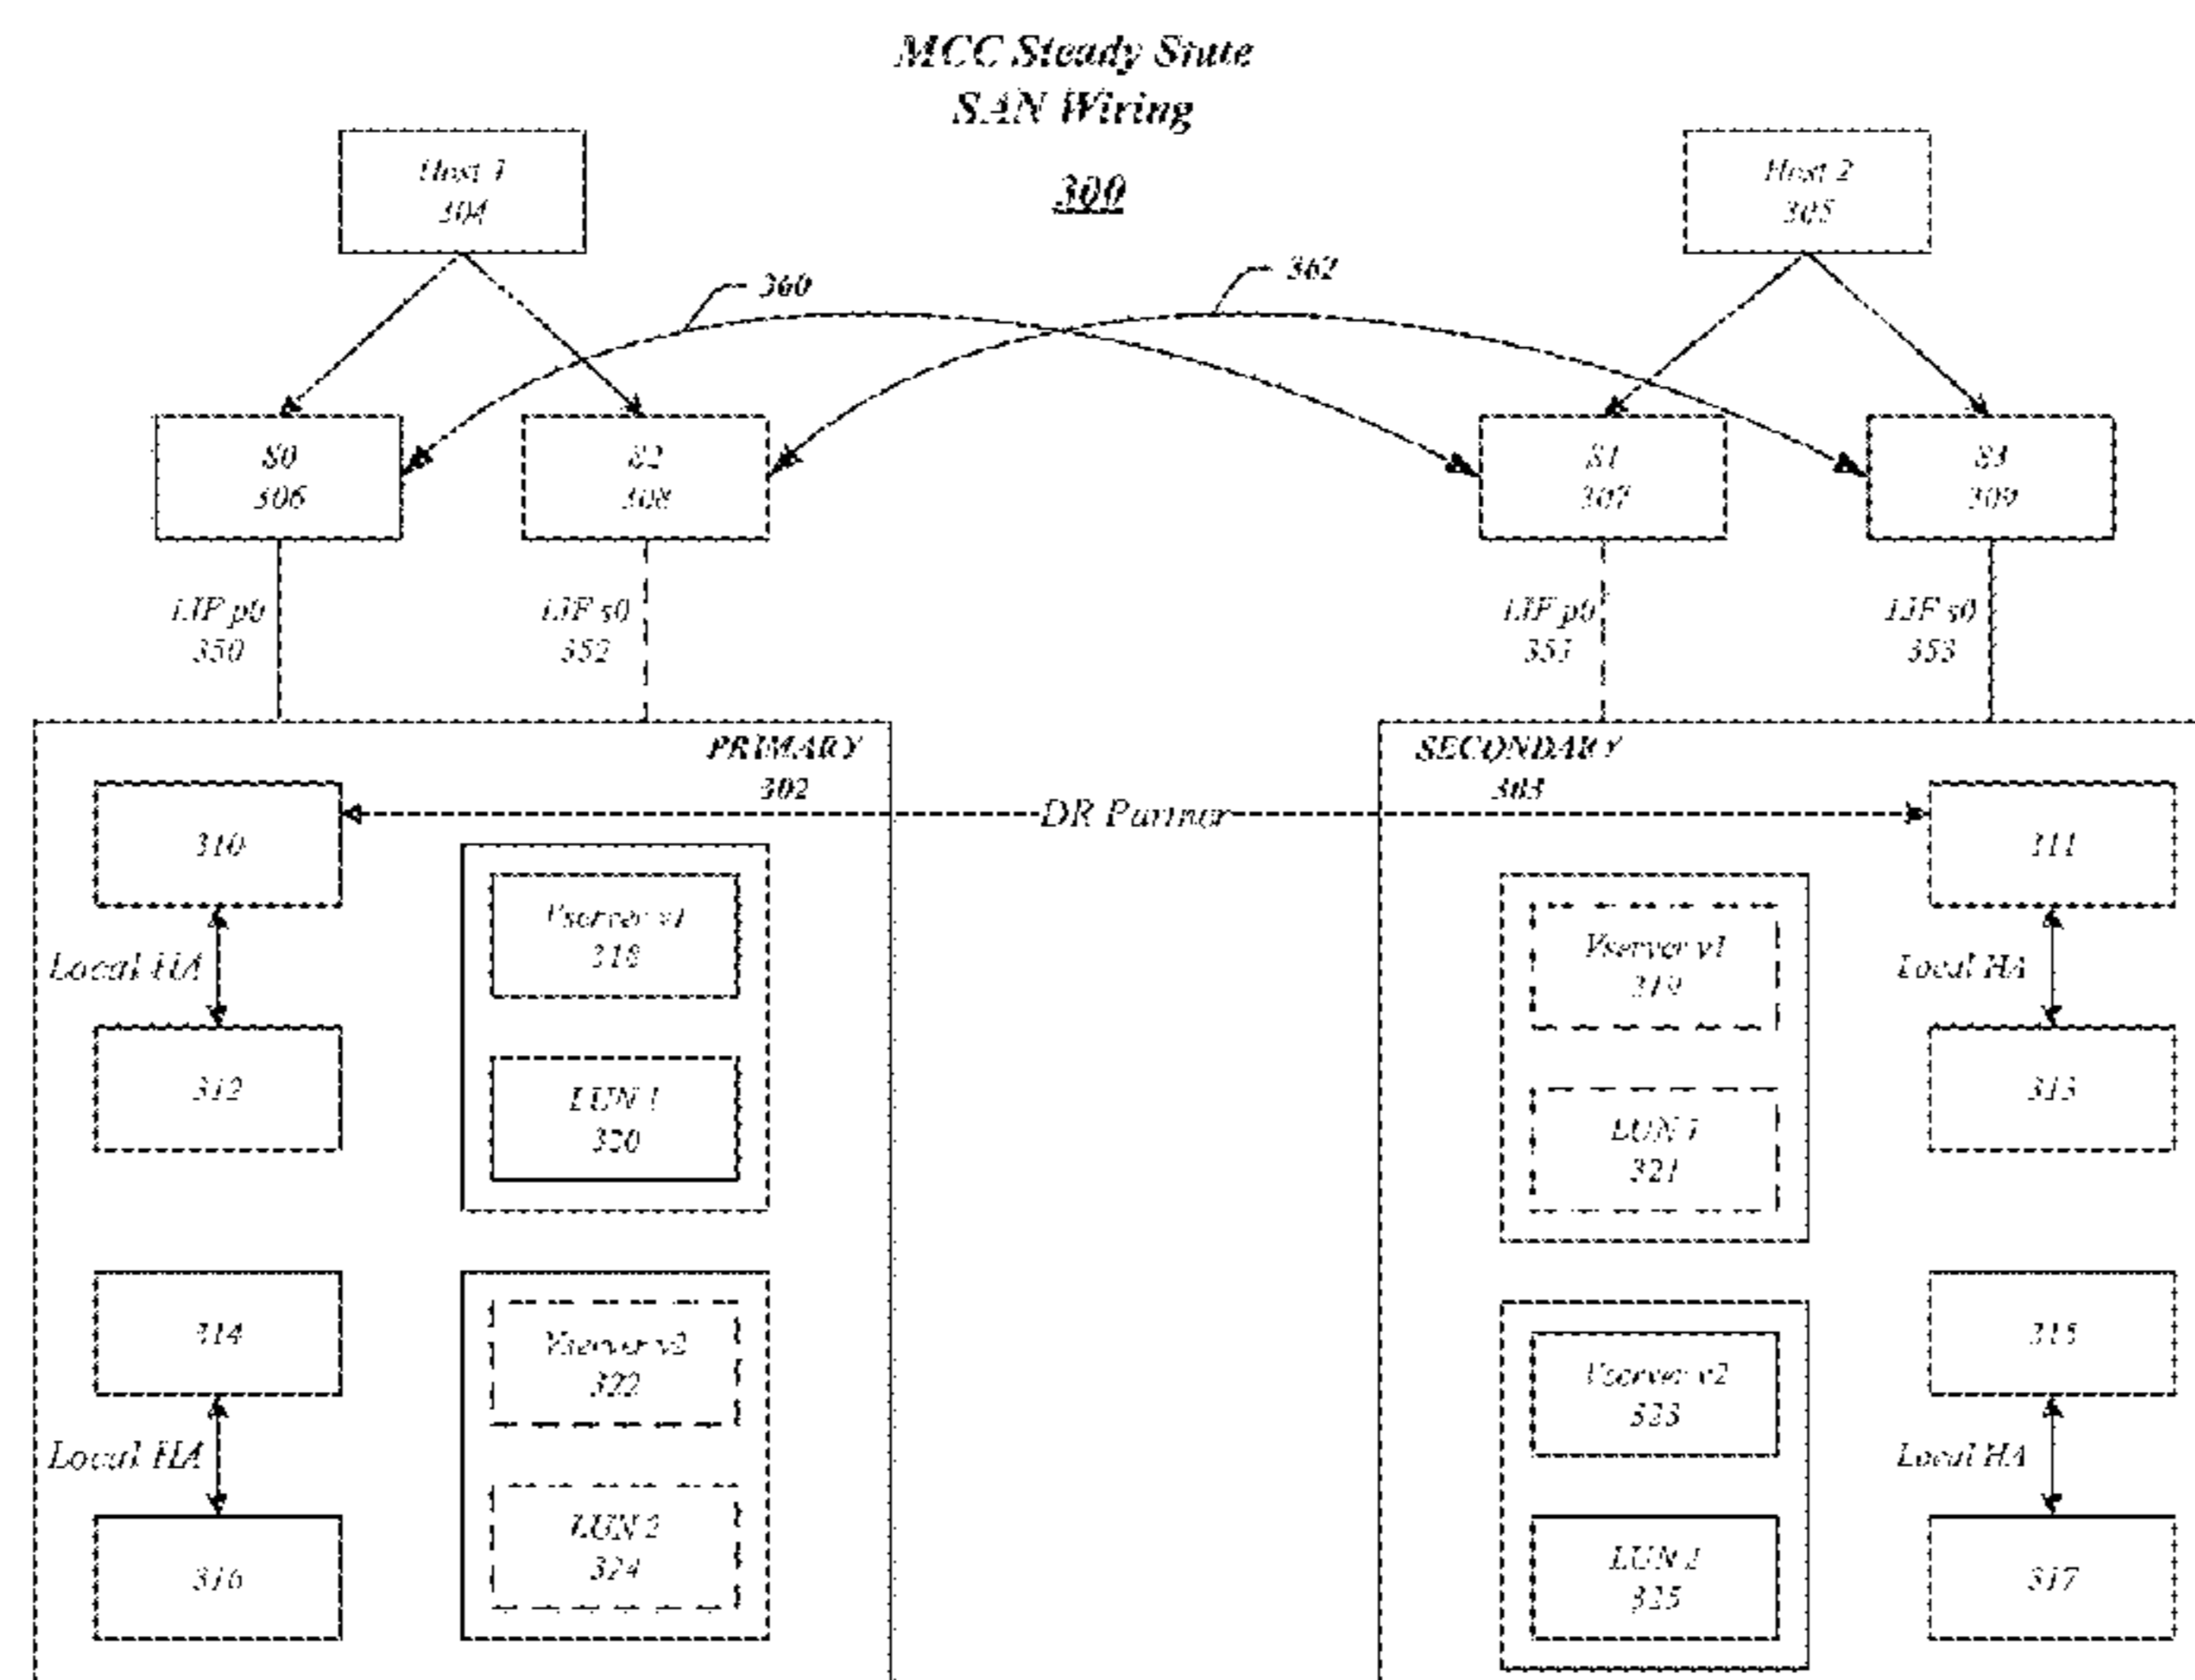 MCC Steady State
SAN Wiring
300
Host 1
304
Host 2
305
360
362
S0
306
S2
308
S1
307
S3
309
LIF p0
350
LIF s0
352
LIF p0
351
LIF s0
353
PRIMARY
302
SECONDARY
303
DR Partner
310
311
Vserver v1
318
Vserver v1
319
Local HA
Local HA
312
313
LUN 1
320
LUN 1
321
314
315
Vserver v2
322
Vserver v2
323
Local HA
Local HA
LUN 2
324
LUN 2
325
316
317